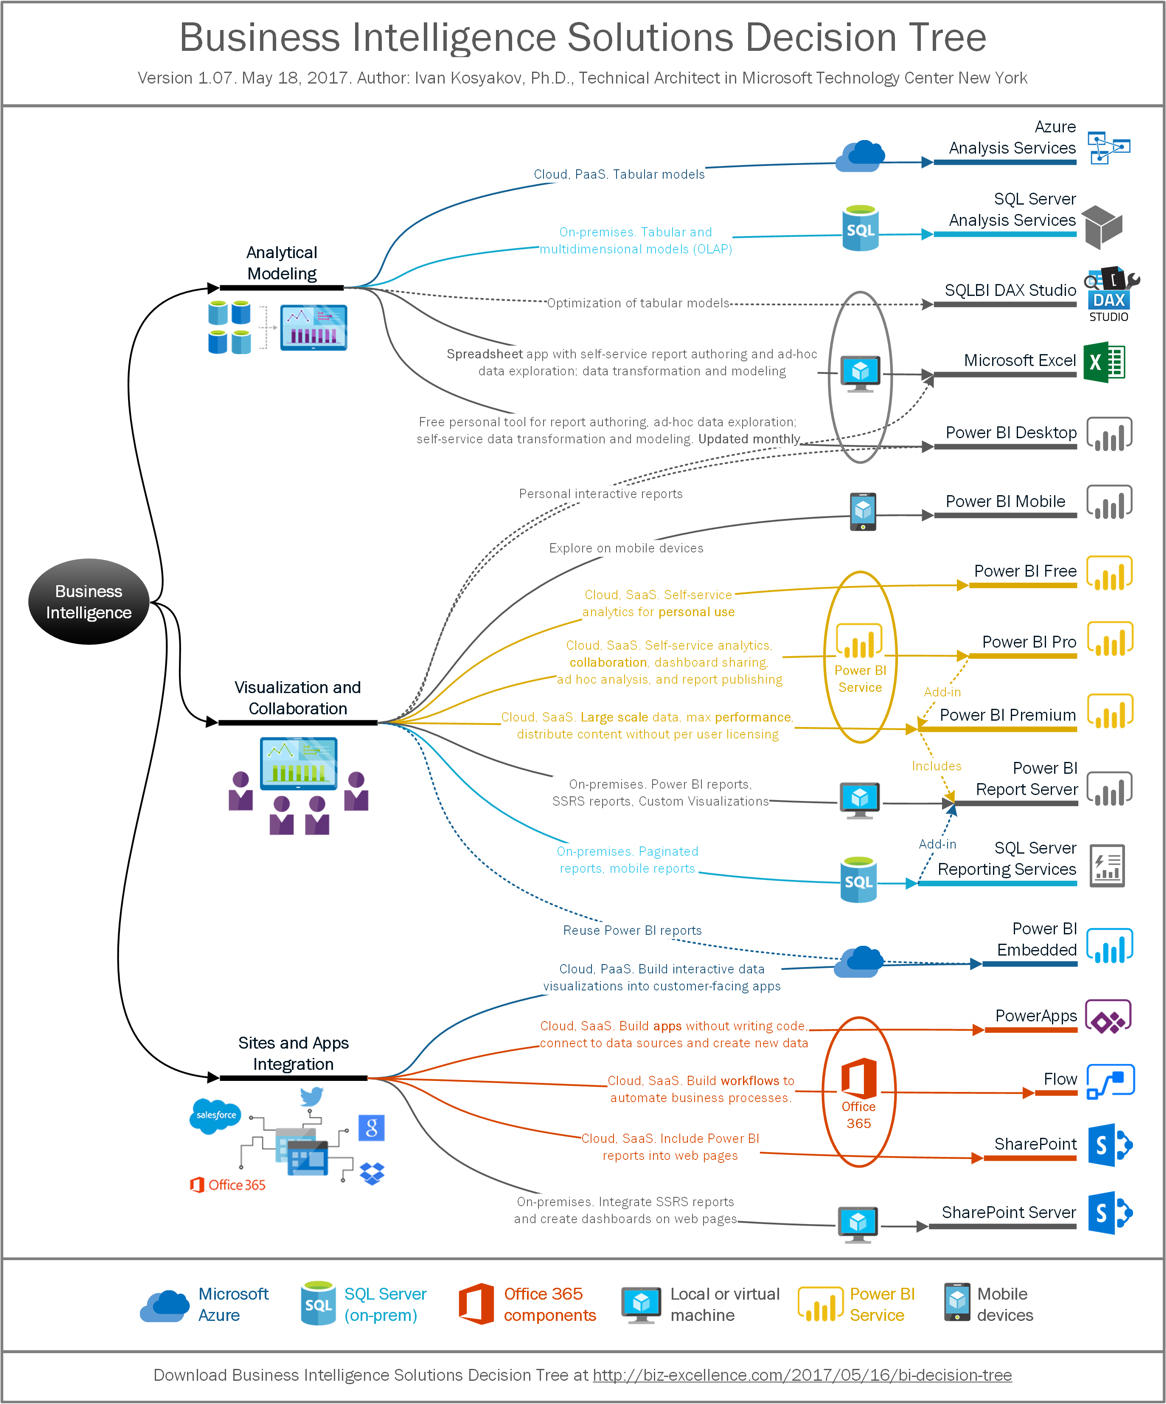 Business Intelligence Solutions Decision Tree
Version 1.07. May 18, 2017. Author: Ivan Kosyakov, Ph.D., Technical Architect in Microsoft Technology Center New York
Business
Intelligence
Analytical
Modeling
Cloud, PaaS. Tabular models
Azure
Analysis Services
On-premises. Tabular and
multidimensional models (OLAP)
SQL
SQL Server
Analysis Services
Optimization of tabular models
SQLBI DAX Studio
DAX
STUDIO
Spreadsheet app with self-service report authoring and ad-hoc
data exploration; data transformation and modeling
Microsoft Excel
X
Free personal tool for report authoring, ad-hoc data exploration;
self-service data transformation and modeling. Updated monthly
Power BI Desktop
Visualization and
Collaboration
Personal interactive reports
Explore on mobile devices
Power BI Mobile
Cloud, SaaS. Self-service
analytics for personal use
Power BI Free
Cloud, SaaS. Self-service analytics,
collaboration, dashboard sharing,
ad hoc analysis, and report publishing
Power BI
Service
Power BI Pro
Add-in
Cloud, SaaS. Large scale data, max performance,
distribute content without per user licensing
Power BI Premium
Includes
On-premises. Power BI reports,
SSRS reports, Custom Visualizations
Power BI
Report Server
Add-in
On-premises. Paginated
reports, mobile reports
SQL
SQL Server
Reporting Services
Reuse Power BI reports
Power BI
Embedded
Sites and Apps
Integration
salesforce
g
Office 365
Cloud, PaaS. Build interactive data
visualizations into customer-facing apps
Cloud, SaaS. Build apps without writing code,
connect to data sources and create new data
PowerApps
Cloud, SaaS. Build workflows to
automate business processes.
Office
365
Flow
Cloud, SaaS. Include Power BI
reports into web pages
SharePoint
S
On-premises. Integrate SSRS reports
and create dashboards on web pages
SharePoint Server
S
Microsoft
Azure
SQL
SQL Server
(on-prem)
Office 365
components
Local or virtual
machine
Power BI
Service
Mobile
devices
Download Business Intelligence Solutions Decision Tree at http://biz-excellence.com/2017/05/16/bi-decision-tree